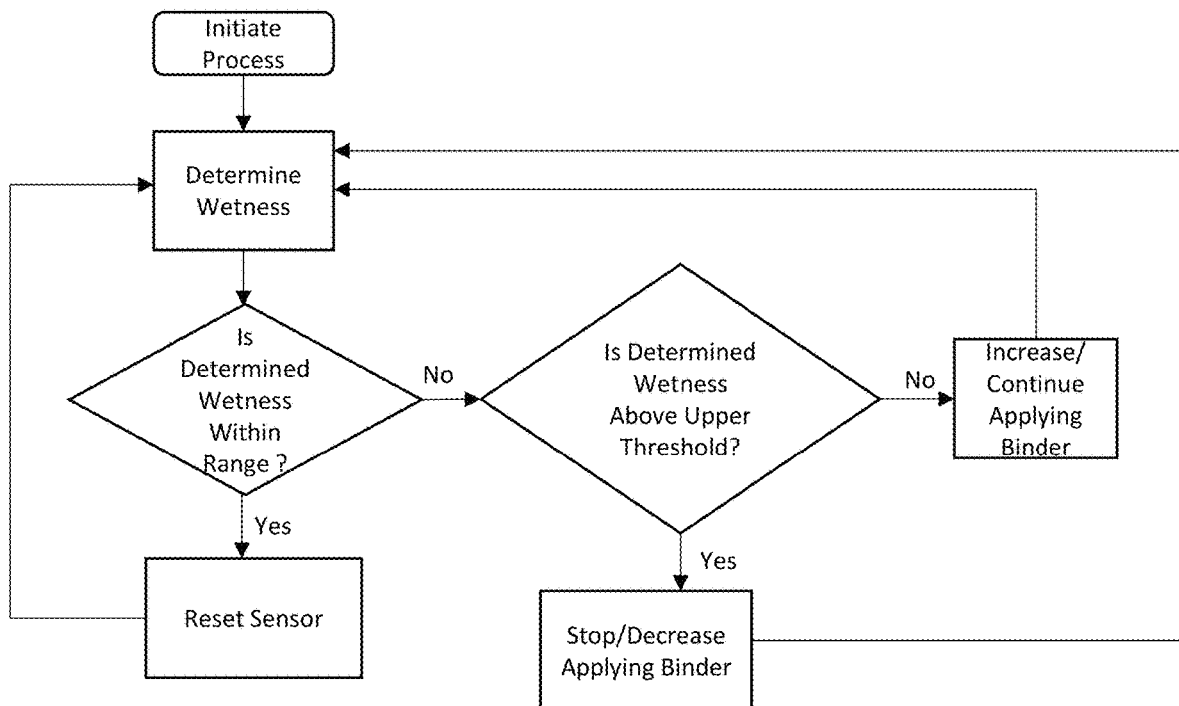 Initiate
Process
Determine
Wetness
Is
Determined
Wetness
Within
Range ?
No
Is Determined
Wetness
Above Upper
Threshold?
No
Increase/
Continue
Applying
Binder
Yes
Reset Sensor
Yes
Stop/Decrease
Applying Binder